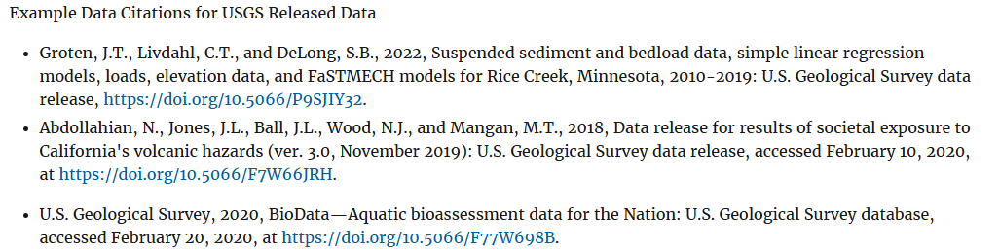 Example Data Citations for USGS Released Data
• Groten, J.T., Livdahl, C.T., and DeLong, S.B., 2022, Suspended sediment and bedload data, simple linear regression
models, loads, elevation data, and FaSTMECH models for Rice Creek, Minnesota, 2010-2019: U.S. Geological Survey data
release, https://doi.org/10.5066/P9SJIY32.
• Abdollahian, N., Jones, J.L., Ball, J.L., Wood, N.J., and Mangan, M.T., 2018, Data release for results of societal exposure to
California's volcanic hazards (ver. 3.0, November 2019): U.S. Geological Survey data release, accessed February 10, 2020,
at https://doi.org/10.5066/F7W66JRH.
• U.S. Geological Survey, 2020, BioData—Aquatic bioassessment data for the Nation: U.S. Geological Survey database,
accessed February 20, 2020, at https://doi.org/10.5066/F77W698B.